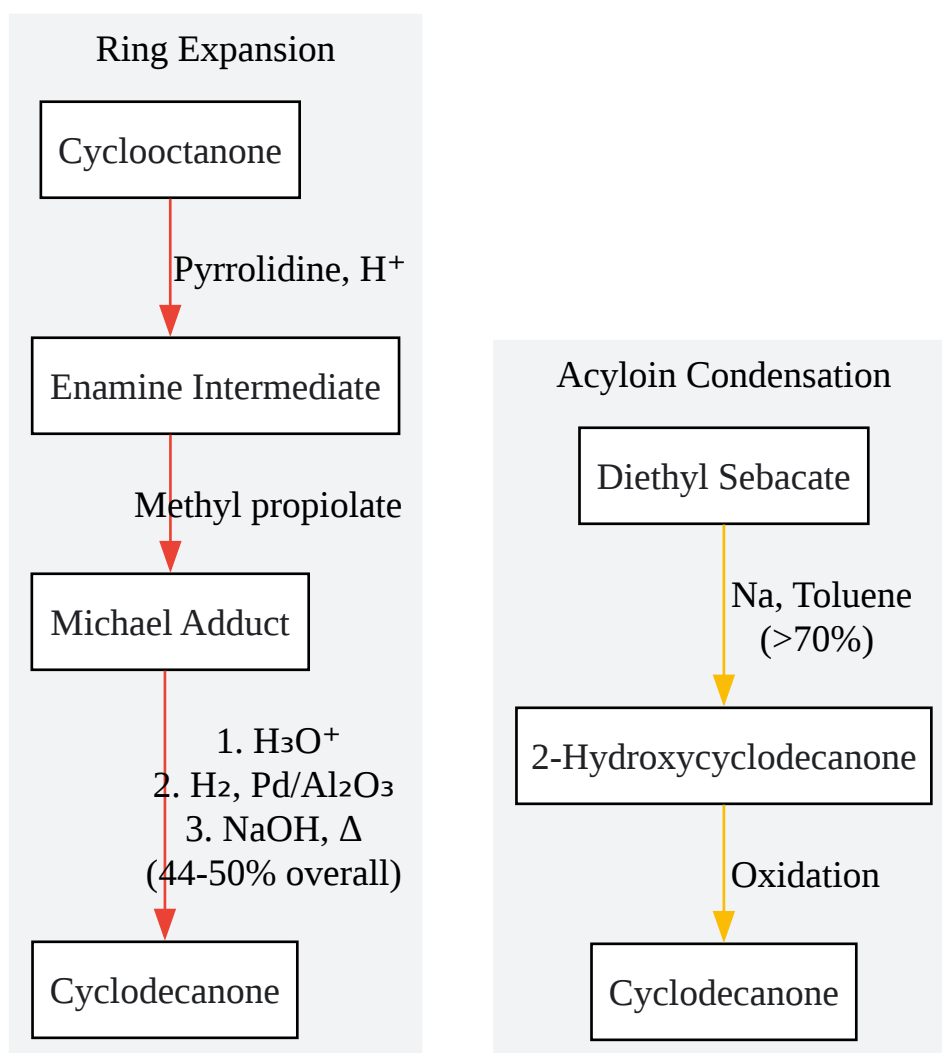 Ring Expansion
Cyclooctanone
Pyrrolidine, H⁺
Enamine Intermediate
Methyl propiolate
Michael Adduct
1. H₃O⁺
2. H₂, Pd/Al₂O₃
3. NaOH, Δ
(44-50% overall)
Cyclodecanone
Acyloin Condensation
Diethyl Sebacate
Na, Toluene
(>70%)
2-Hydroxycyclodecanone
Oxidation
Cyclodecanone